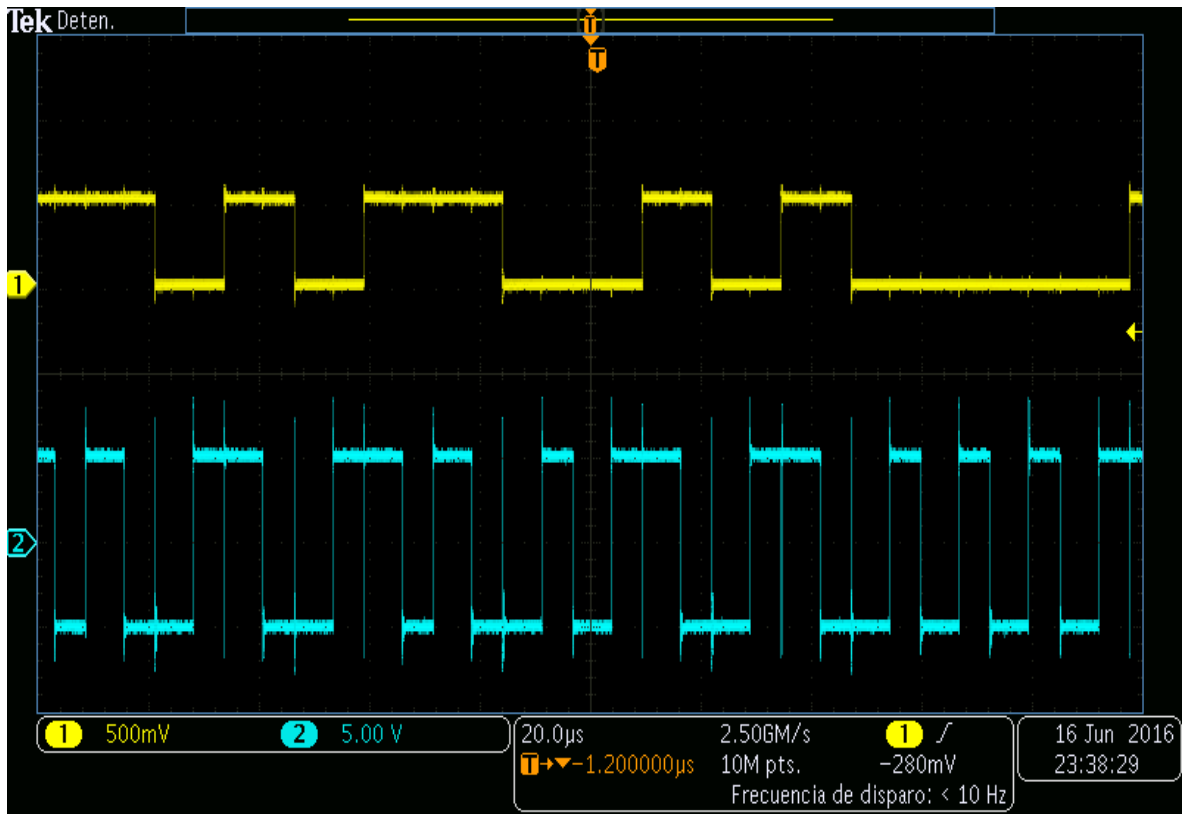 Tek Deten.
T
T
1
2
1 500mV 2 5.00 V
20.0µs 2.50GM/s 1
T→▼−1.200000µs 10M pts. −280mV
Frecuencia de disparo: < 10 Hz
16 Jun 2016
23:38:29